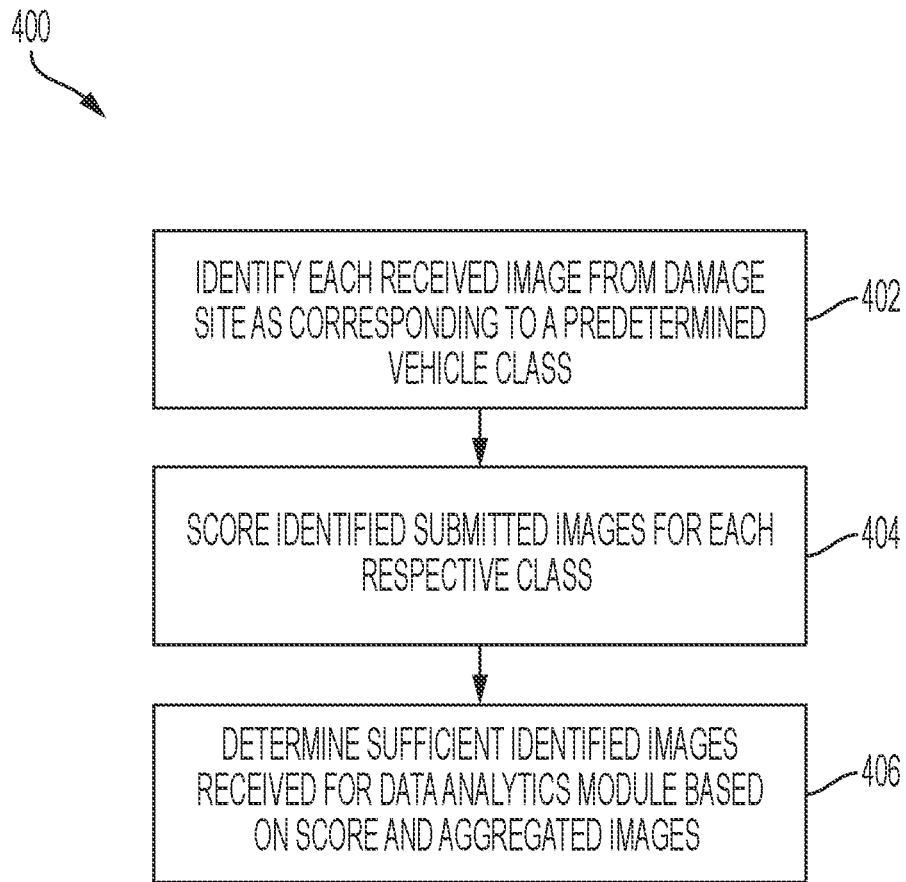 400
IDENTIFY EACH RECEIVED IMAGE FROM DAMAGE
SITE AS CORRESPONDING TO A PREDETERMINED
VEHICLE CLASS
402
SCORE IDENTIFIED SUBMITTED IMAGES FOR EACH
RESPECTIVE CLASS
404
DETERMINE SUFFICIENT IDENTIFIED IMAGES
RECEIVED FOR DATA ANALYTICS MODULE BASED
ON SCORE AND AGGREGATED IMAGES
406